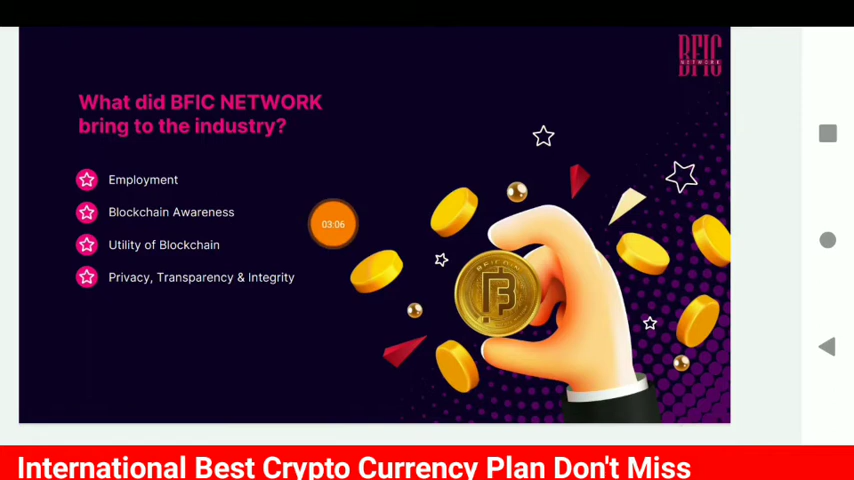 BFIC
NETWORK
What did BFIC NETWORK
bring to the industry?
Employment
Blockchain Awareness
03:06
Utility of Blockchain
Privacy, Transparency & Integrity
BFICOIN
International Best Crypto Currency Plan Don't Miss